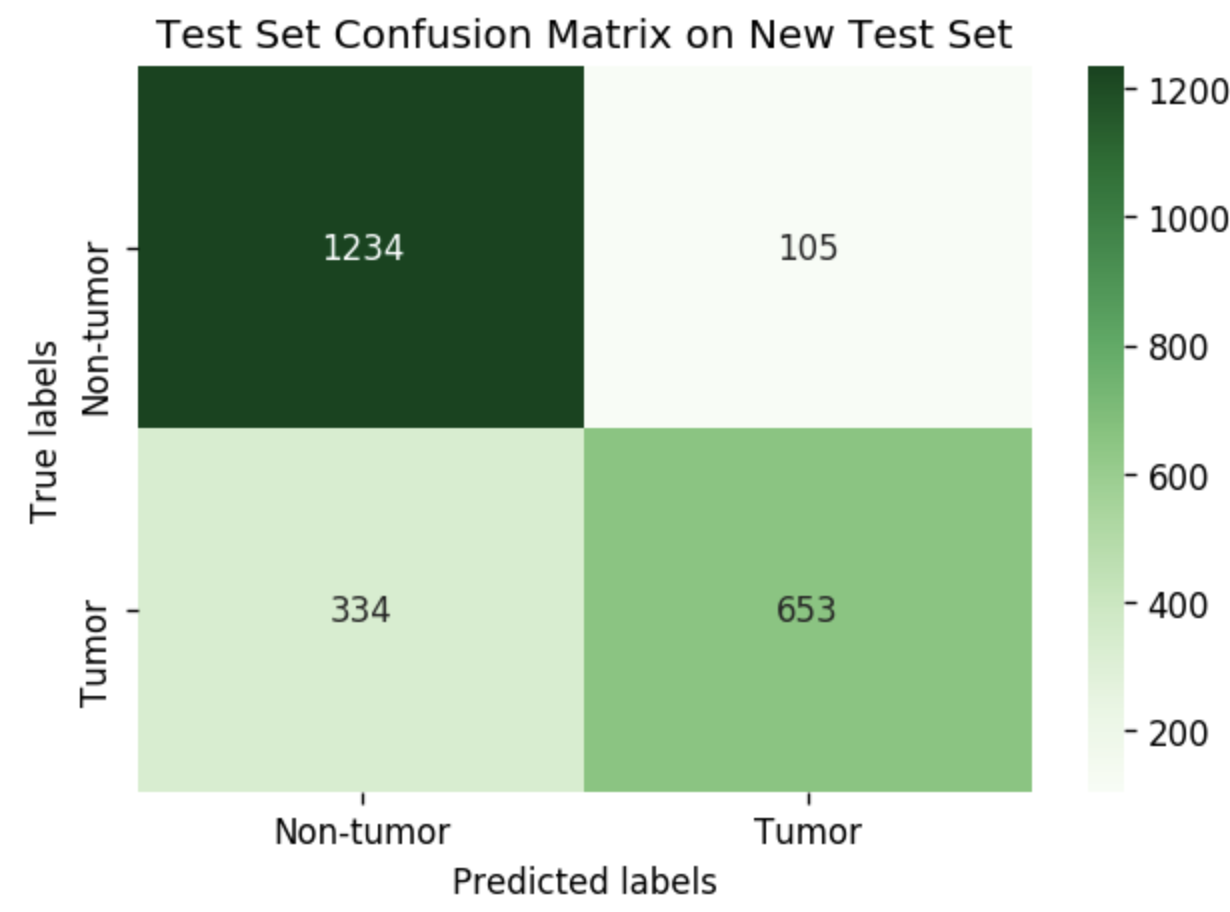 Test Set Confusion Matrix on New Test Set
True labels
Non-tumor
1234
105
Tumor
334
653
Non-tumor
Tumor
Predicted labels
1200
1000
800
600
400
200